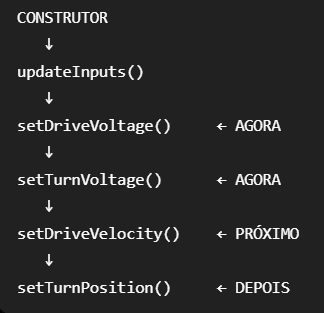 CONSTRUTOR
↓
updateInputs()
↓
setDriveVoltage() ← AGORA
↓
setTurnVoltage() ← AGORA
↓
setDriveVelocity() ← PRÓXIMO
↓
setTurnPosition() ← DEPOIS